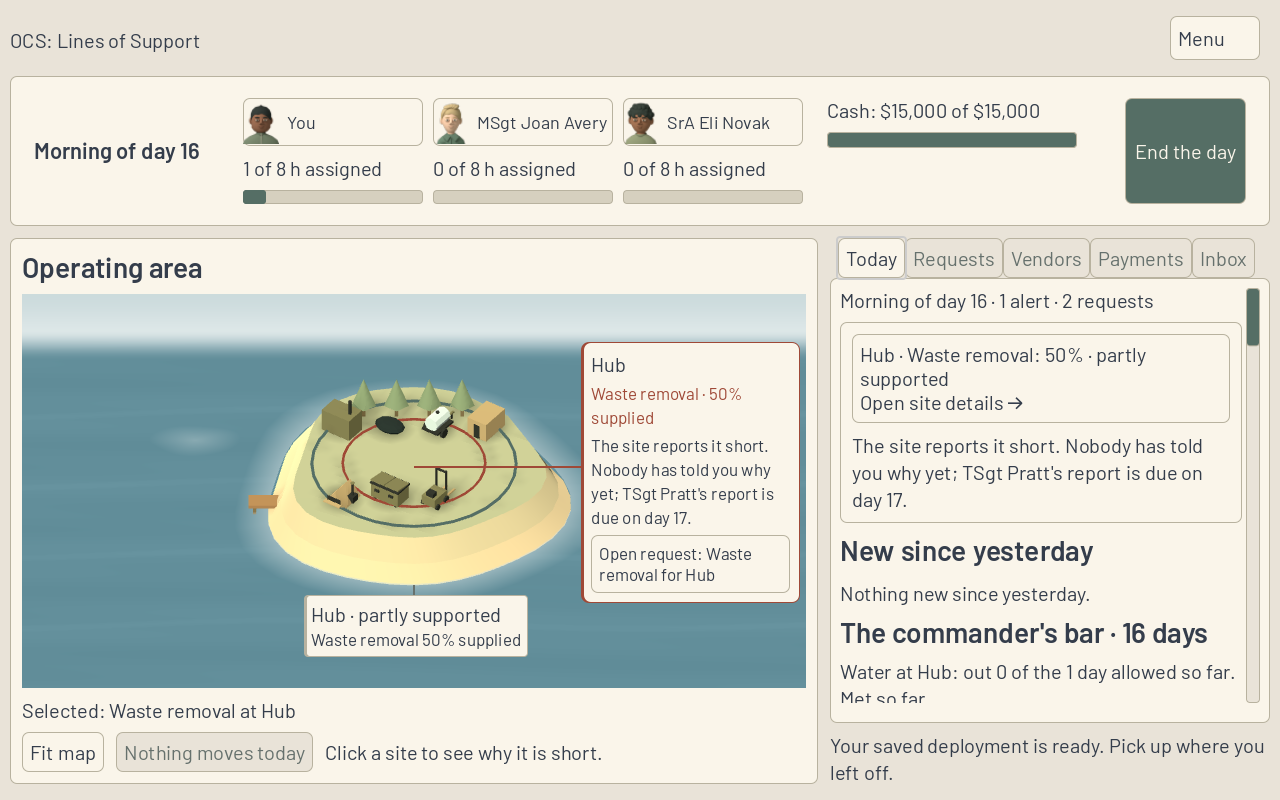 OCS: Lines of Support
Menu
Morning of day 16
You
1 of 8 h assigned
MSgt Joan Avery
0 of 8 h assigned
SrA Eli Novak
0 of 8 h assigned
Cash: $15,000 of $15,000
End the day
Operating area
Hub
Waste removal · 50%
supplied
The site reports it short.
Nobody has told you why
yet; TSgt Pratt's report is
due on day 17.
Open request: Waste
removal for Hub
Hub · partly supported
Waste removal 50% supplied
Selected: Waste removal at Hub
Fit map
Nothing moves today
Click a site to see why it is short.
Today
Requests
Vendors
Payments
Inbox
Morning of day 16 · 1 alert · 2 requests
Hub · Waste removal: 50% · partly
supported
Open site details →
The site reports it short. Nobody has told
you why yet; TSgt Pratt's report is due on
day 17.
New since yesterday
Nothing new since yesterday.
The commander's bar · 16 days
Water at Hub: out 0 of the 1 day allowed so far.
Met so far
Your saved deployment is ready. Pick up where you
left off.